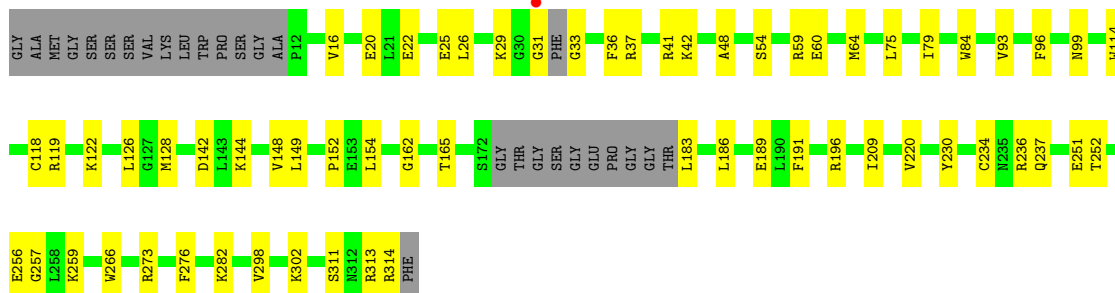 GLY ALA MET GLY SER SER SER VAL LYS LEU TRP PRO SER GLY ALA P12 V16 E20 L21 E22 E25 L26 K29 G30 G31 PHE G33 F36 R37 R41 K42 A48 S54 R59 E60 M64 L75 I79 W84 V93 F96 N99
C118 R119 K122 L126 G127 M128 D142 L143 K144 V148 L149 P152 E153 L154 G162 T165 S172 GLY THR GLY SER GLY GLU PRO GLY GLY THR L183 L186 E189 L190 F191 R196 I209 V220 Y230 C234 N235 R236 Q237 E251 T252
E256 G257 L258 K259 W266 R273 F276 K282 V298 K302 S311 N312 R313 R314 PHE